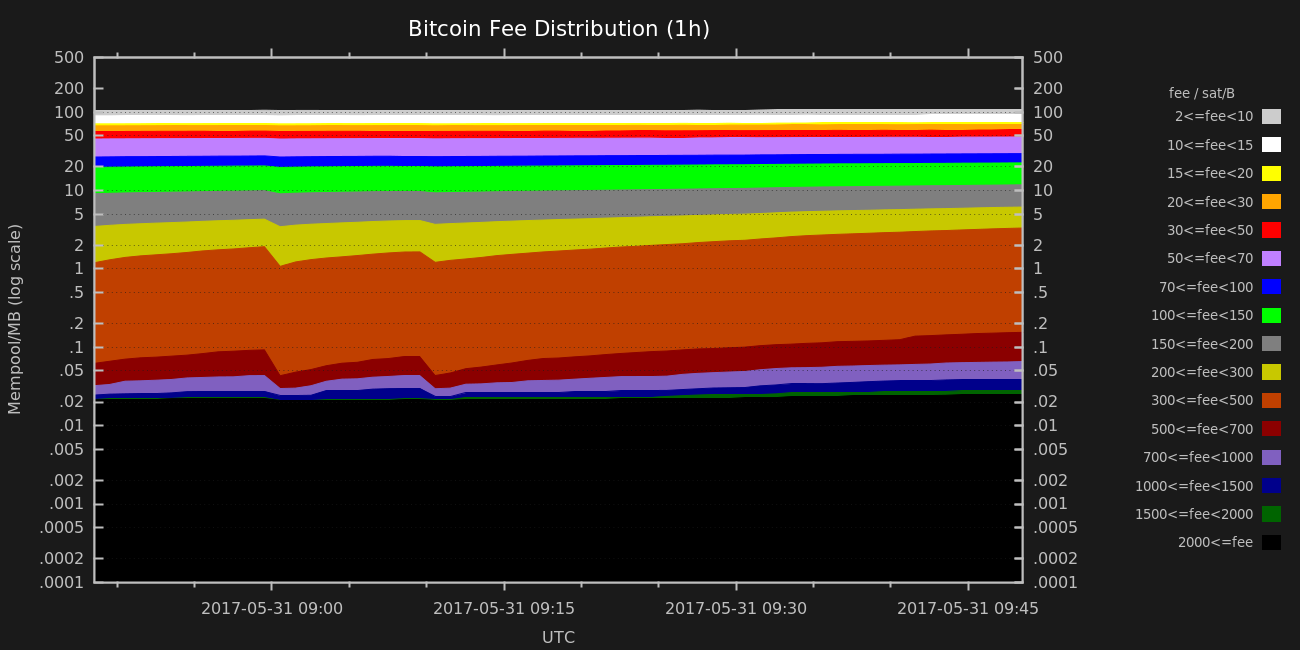 Bitcoin Fee Distribution (1h)
Mempool/MB (log scale)
500
200
100
50
20
10
5
2
1
.5
.2
.1
.05
.02
.01
.005
.002
.001
.0005
.0002
.0001
500
200
100
50
20
10
5
2
1
.5
.2
.1
.05
.02
.01
.005
.002
.001
.0005
.0002
.0001
2017-05-31 09:00 2017-05-31 09:15 2017-05-31 09:30 2017-05-31 09:45
UTC
fee / sat/B
2<=fee<10
10<=fee<15
15<=fee<20
20<=fee<30
30<=fee<50
50<=fee<70
70<=fee<100
100<=fee<150
150<=fee<200
200<=fee<300
300<=fee<500
500<=fee<700
700<=fee<1000
1000<=fee<1500
1500<=fee<2000
2000<=fee